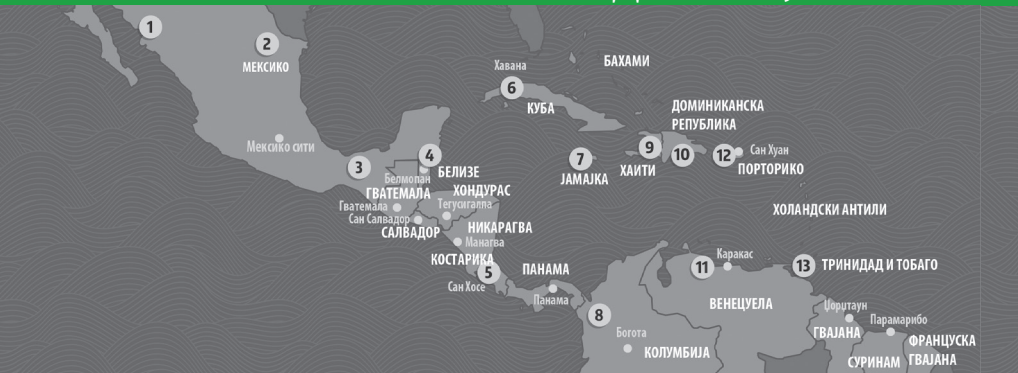 1
2
МЕКСИКО
Хавана
БАХАМИ
6
КУБА
ДОМИНИКАНСКА
РЕПУБЛИКА
Мексико сити
3
4
БЕЛИЗЕ
Белмопан
7
ЈАМАЈКА
9
ХАИТИ
10
12
Сан Хуан
ПОРТОРИКО
ГВАТЕМАЛА
ХОНДУРАС
Гватемала
Тегусигалпа
Сан Салвадор
САЛВАДОР
НИКАРАГВА
Манагва
ХОЛАНДСКИ АНТИЛИ
КОСТАРИКА
5
Сан Хосе
ПАНАМА
Панама
11
Каракас
13
ТРИНИДАД И ТОБАГО
ВЕНЕЦУЕЛА
8
Богота
КОЛУМБИЈА
Џорџтаун
ГВАЈАНА
Парамарибо
СУРИНАМ
ФРАНЦУСКА
ГВАЈАНА